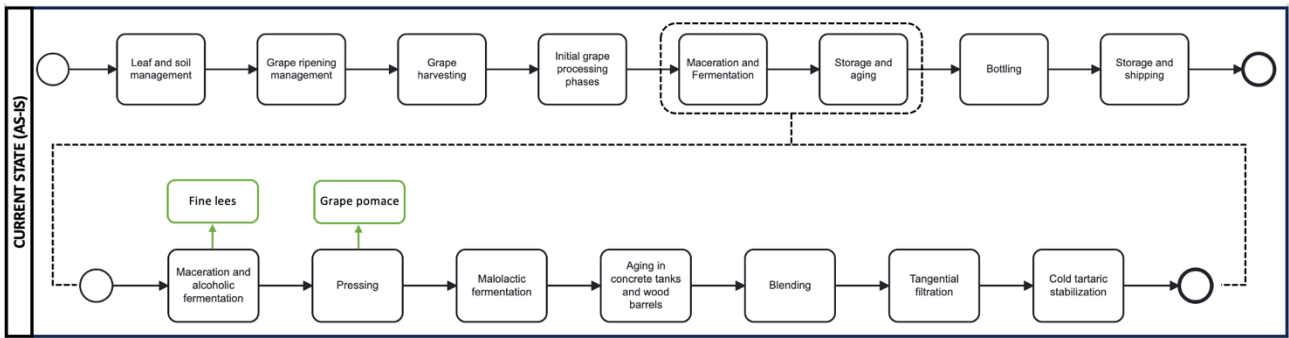 CURRENT STATE (AS-IS)
Leaf and soil
management
Grape ripening
management
Grape
harvesting
Initial grape
processing
phases
Maceration and
Fermentation
Storage and
aging
Bottling
Storage and
shipping
Fine lees
Grape pomace
Maceration and
alcoholic
fermentation
Pressing
Malolactic
fermentation
Aging in
concrete tanks
and wood
barrels
Blending
Tangential
filtration
Cold tartaric
stabilization